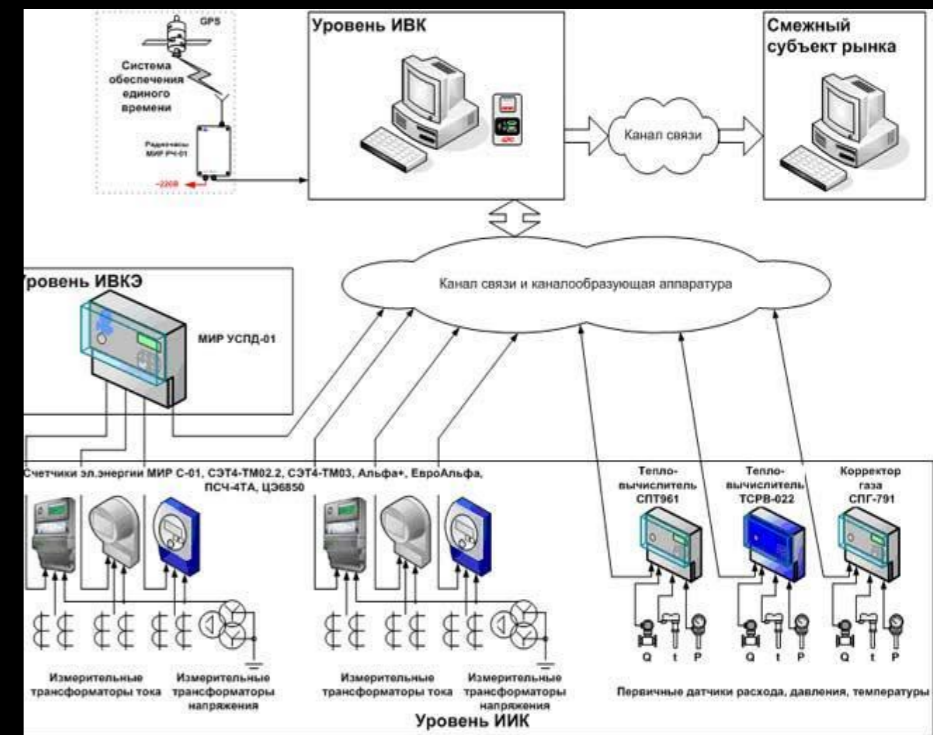 GPS
Система
обеспечения
единого
времени
Радиочасы
МИР РЧ-01
~220В
Уровень ИВК
Канал связи
Смежный
субъект рынка
Канал связи и каналообразующая аппаратура
уровень ИВКЭ
МИР УСПД-01
Счетчики эл.энергии МИР С-01, СЭТ4-ТМ02.2, СЭТ4-ТМ03, Альфа+, ЕвроАльфа,
ПСЧ-4ТА, ЦЭ6850
Тепло-
вычислитель
СПТ961
Тепло-
вычислитель
ТСРВ-022
Корректор
газа
СПГ-791
Q t P
Q t P
Q t P
Измерительные
трансформаторы тока
Измерительные
трансформаторы
напряжения
Измерительные
трансформаторы тока
Измерительные
трансформаторы
напряжения
Первичные датчики расхода, давления, температуры
Уровень ИИК